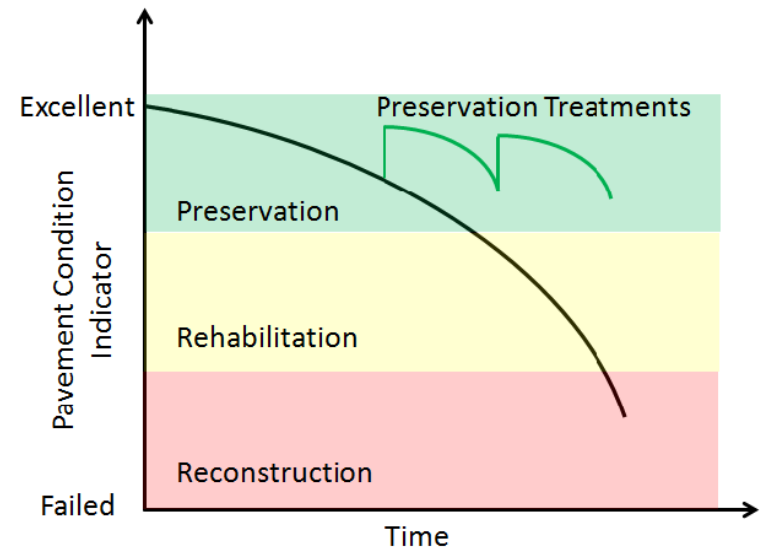 Excellent
Preservation Treatments
Preservation
Pavement Condition
Indicator
Rehabilitation
Reconstruction
Failed
Time